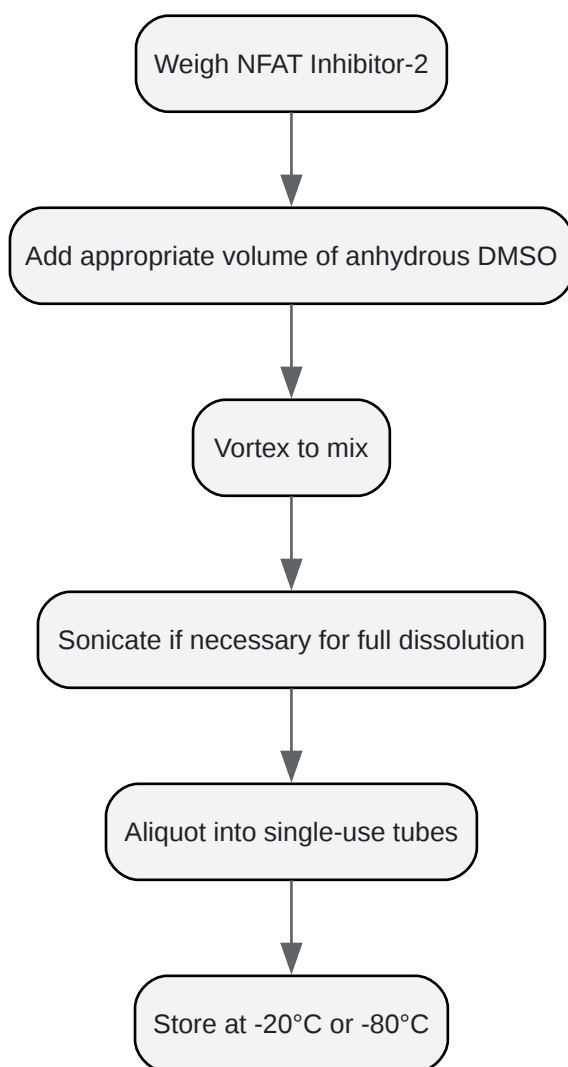 Weigh NFAT Inhibitor-2
Add appropriate volume of anhydrous DMSO
Vortex to mix
Sonicate if necessary for full dissolution
Aliquot into single-use tubes
Store at -20°C or -80°C